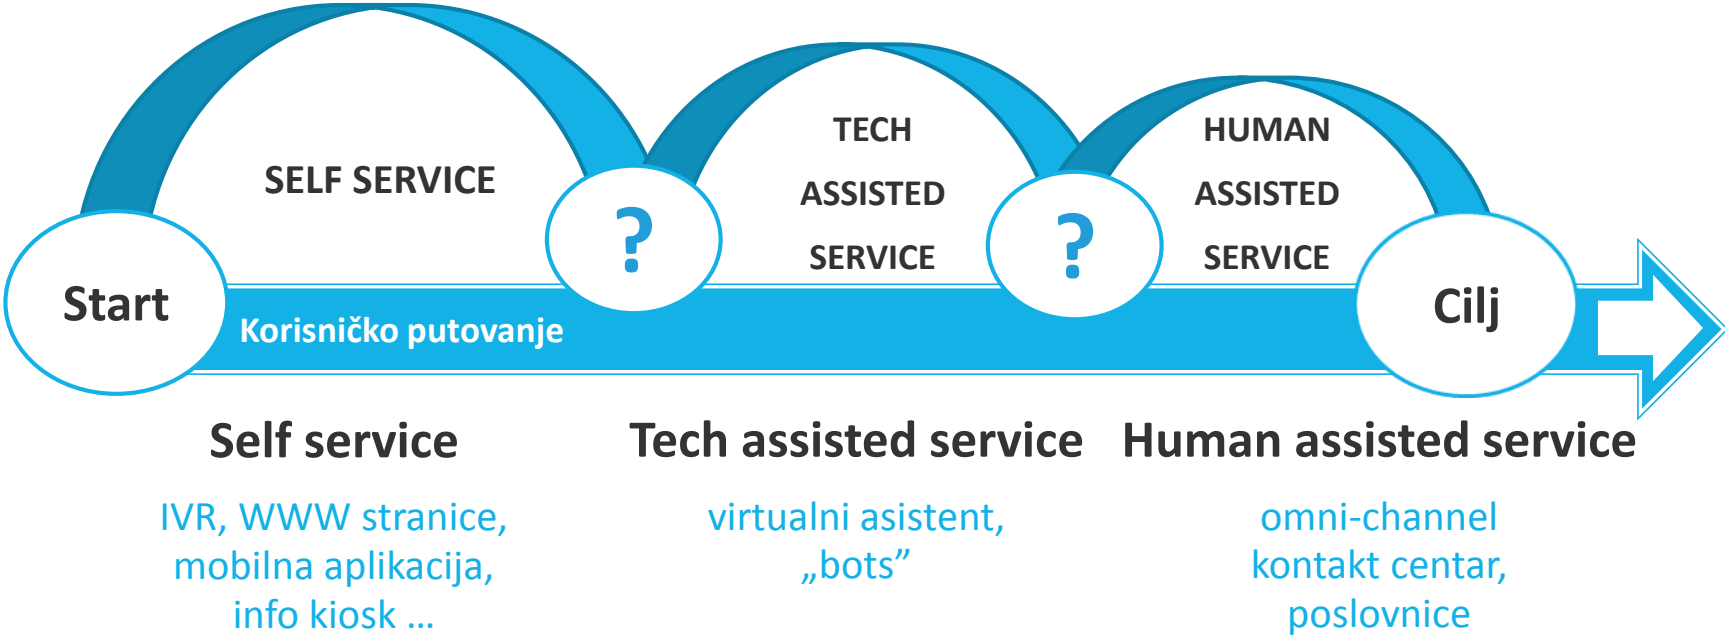 SELF SERVICE
TECH
ASSISTED
SERVICE
HUMAN
ASSISTED
SERVICE
Start
?
?
Cilj
Korisničko putovanje
Self service
IVR, WWW stranice,
mobilna aplikacija,
info kiosk ...
Tech assisted service
virtualni asistent,
„bots”
Human assisted service
omni-channel
kontakt centar,
poslovnice